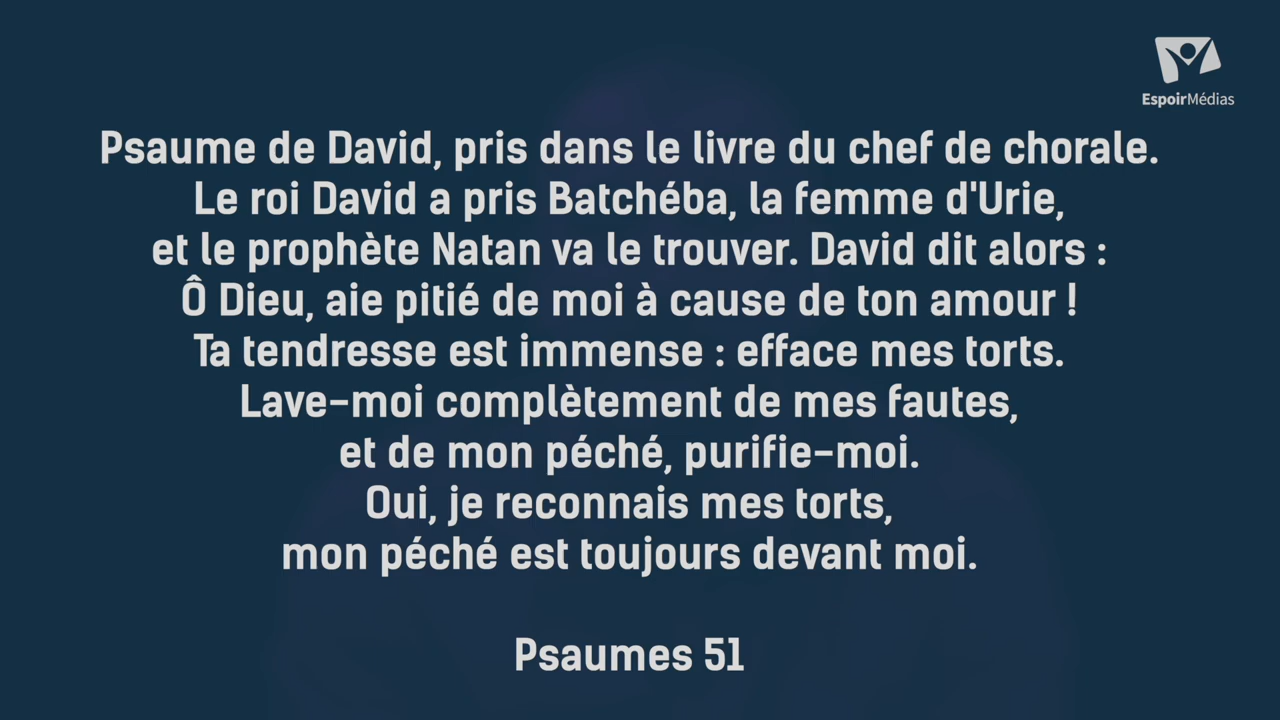 EspoirMédias
Psaume de David, pris dans le livre du chef de chorale.
Le roi David a pris Batchéba, la femme d'Urie,
et le prophète Natan va le trouver. David dit alors :
Ô Dieu, aie pitié de moi à cause de ton amour !
Ta tendresse est immense : efface mes torts.
Lave-moi complètement de mes fautes,
et de mon péché, purifie-moi.
Oui, je reconnais mes torts,
mon péché est toujours devant moi.
Psaumes 51